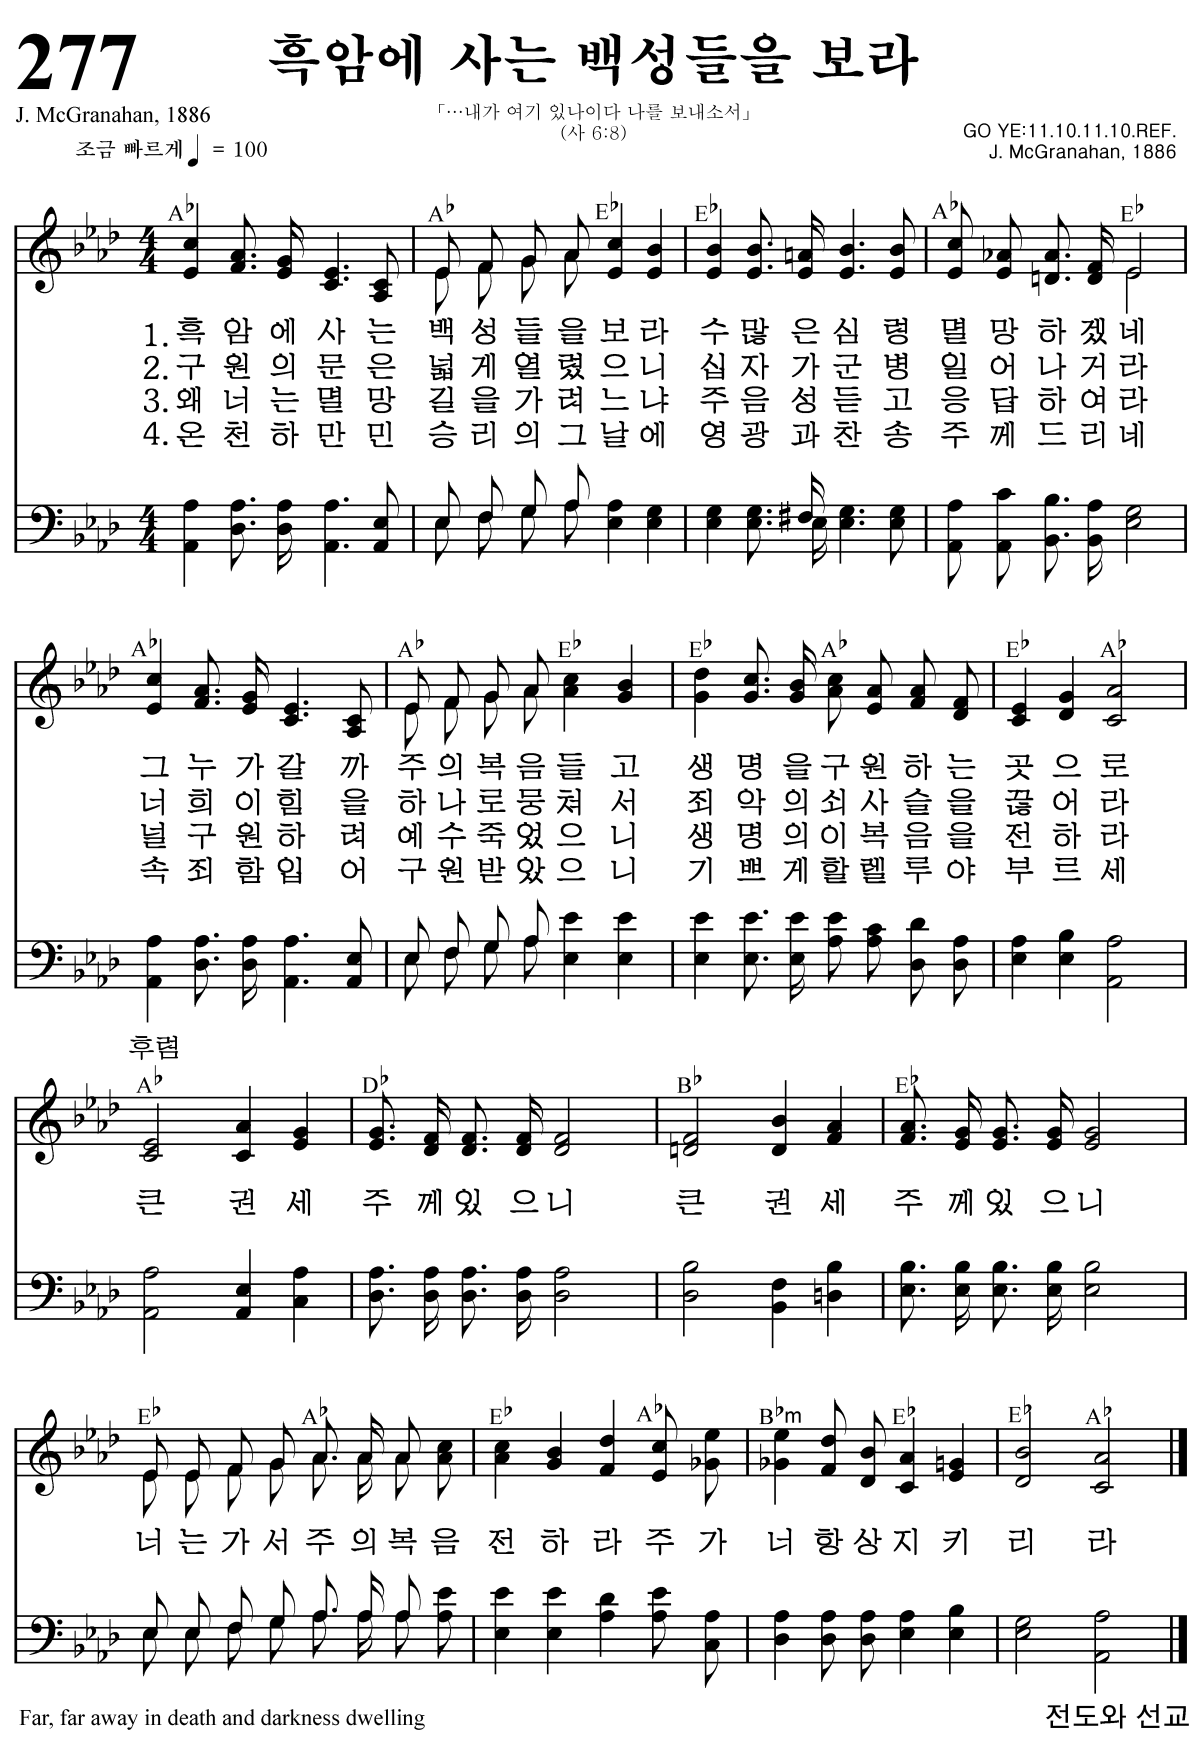 277
흑암에 사는 백성들을 보라
J. McGranahan, 1886
「…내가 여기 있나이다 나를 보내소서」
(사 6:8)
GO YE:11.10.11.10.REF.
조금 빠르게 ♩ = 100
J. McGranahan, 1886
A♭ A♭ E♭ E♭ A♭ E♭
4 4
1. 흑 암 에 사 는 백 성 들 을 보 라 수 많 은 심 령 멸 망 하 겠 네
2. 구 원 의 문 은 넓 게 열 렸 으 니 십 자 가 군 병 일 어 나 거 라
3. 왜 너 는 멸 망 길 을 가 려 느 냐 주 음 성 듣 고 응 답 하 여 라
4. 온 천 하 만 민 승 리 의 그 날 에 영 광 과 찬 송 주 께 드 리 네
4 4
A♭ A♭ E♭ E♭ A♭ E♭ A♭
그 누 가 갈 까 주 의 복 음 들 고 생 명 을 구 원 하 는 곳 으 로
너 희 이 힘 을 하 나 로 뭉 쳐 서 죄 악 의 쇠 사 슬 을 끊 어 라
널 구 원 하 려 예 수 죽 었 으 니 생 명 의 이 복 음 을 전 하 라
속 죄 함 입 어 구 원 받 았 으 니 기 쁘 게 할 렐 루 야 부 르 세
후렴
A♭ D♭ B♭ E♭
큰 권 세 주 께 있 으 니 큰 권 세 주 께 있 으 니
E♭ A♭ E♭ A♭ B♭m E♭ E♭ A♭
너 는 가 서 주 의 복 음 전 하 라 주 가 너 항 상 지 키 리 라
Far, far away in death and darkness dwelling
전도와 선교